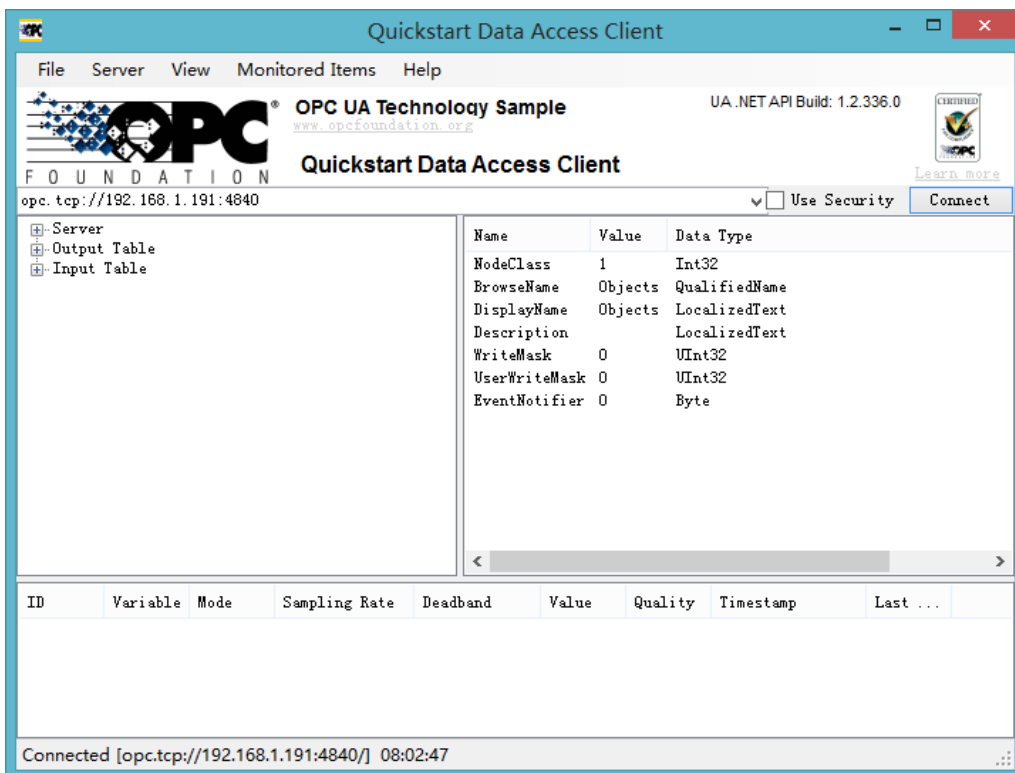 OPC
Quickstart Data Access Client
File Server View Monitored Items Help
OPC®
FOUNDATION
OPC UA Technology Sample
www.opcfoundation.org
Quickstart Data Access Client
UA .NET API Build: 1.2.336.0
CERTIFIED
OPC
Learn more
opc.tcp://192.168.1.191:4840
Use Security
Connect
Server
Output Table
Input Table
Name Value Data Type
NodeClass 1 Int32
BrowseName Objects QualifiedName
DisplayName Objects LocalizedText
Description LocalizedText
WriteMask 0 UInt32
UserWriteMask 0 UInt32
EventNotifier 0 Byte
ID Variable Mode Sampling Rate Deadband Value Quality Timestamp Last ...
Connected [opc.tcp://192.168.1.191:4840/] 08:02:47